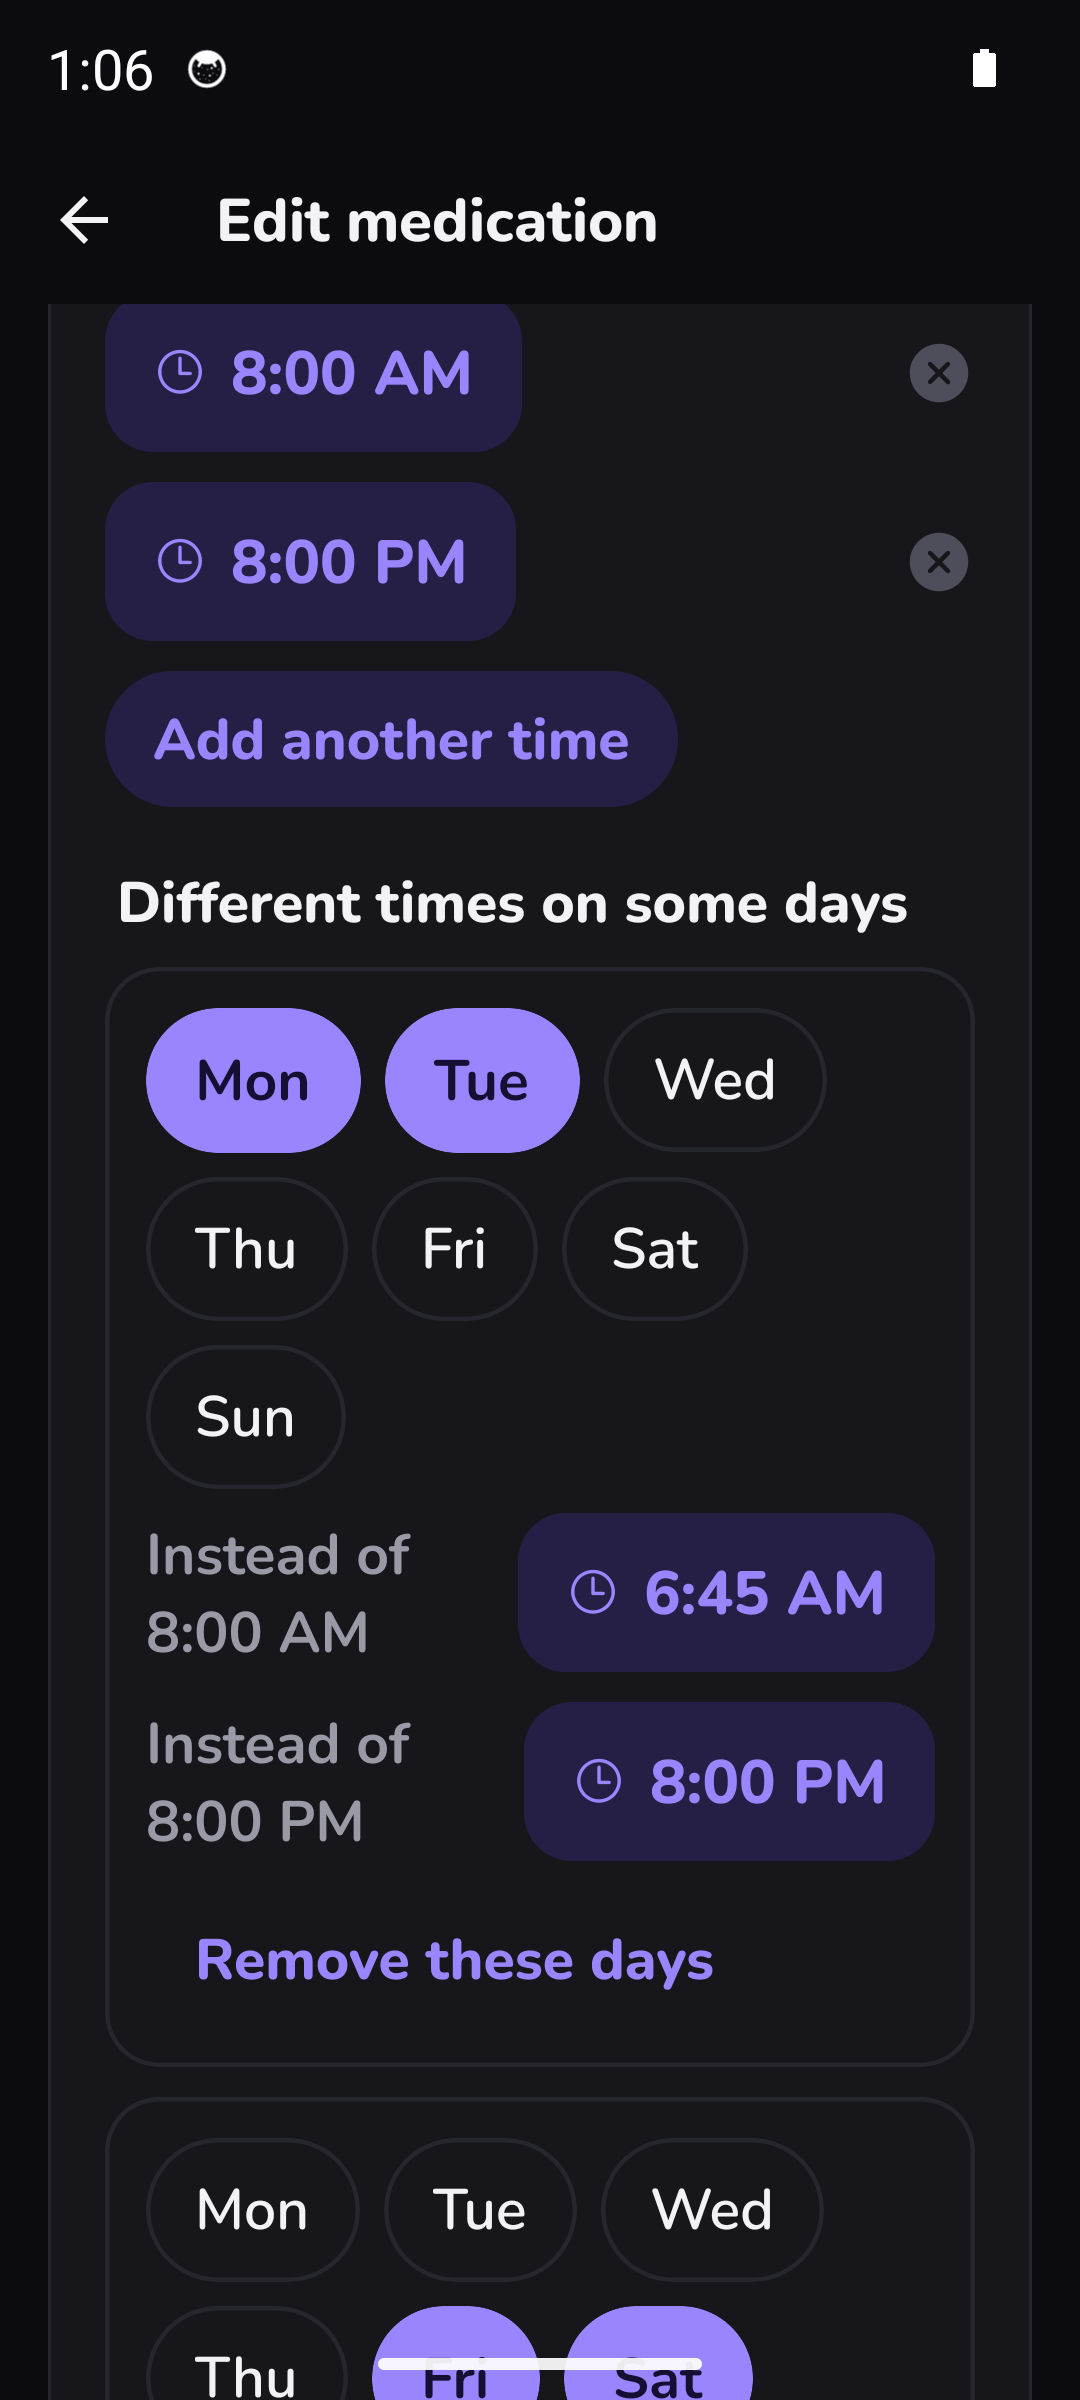 1:06
Edit medication
8:00 AM
8:00 PM
Add another time
Different times on some days
Mon Tue Wed
Thu Fri Sat
Sun
Instead of
8:00 AM
6:45 AM
Instead of
8:00 PM
8:00 PM
Remove these days
Mon Tue Wed
Thu Fri Sat